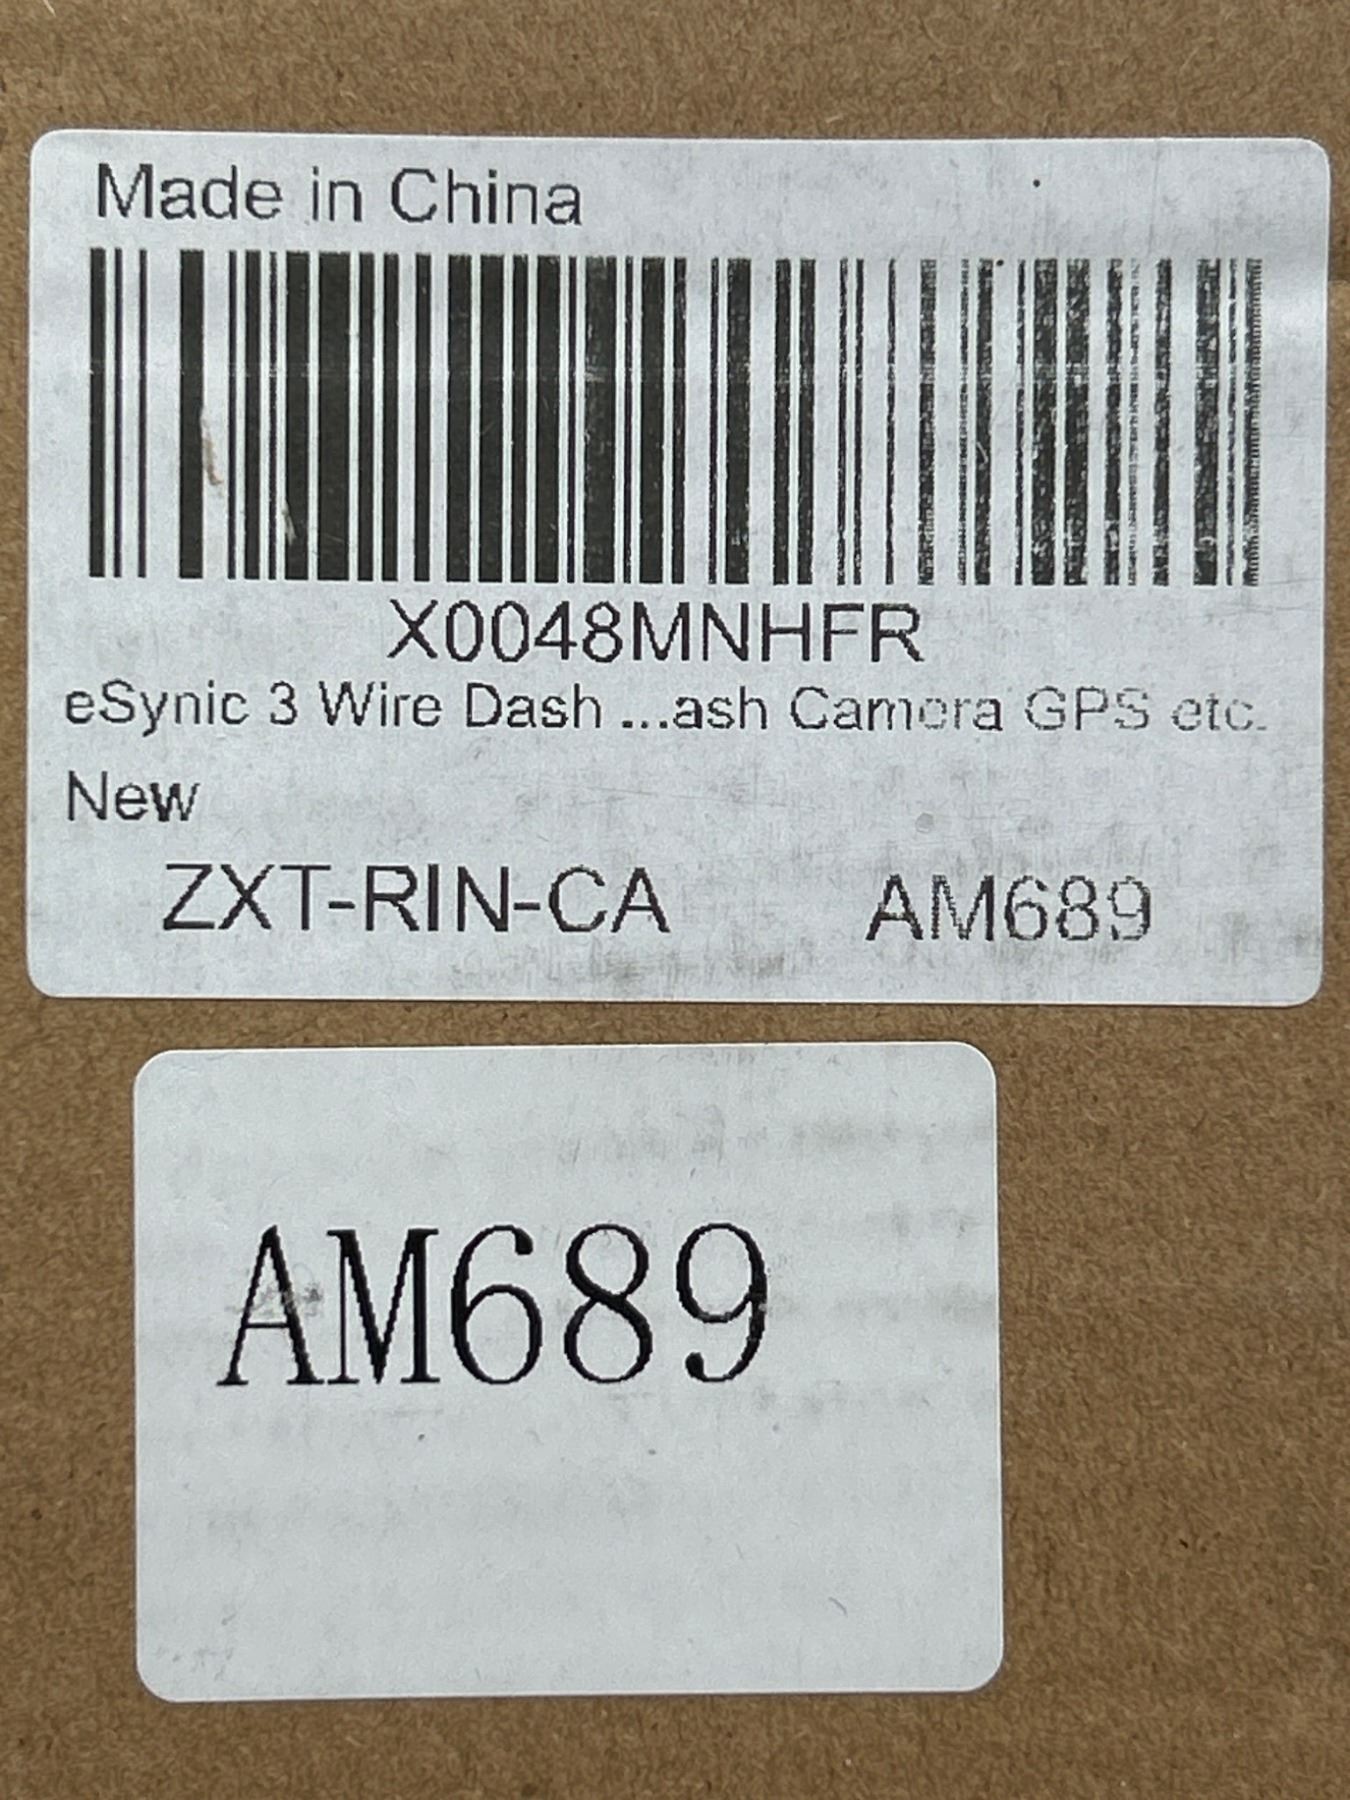 Made in China
X0048MNHFR
eSynic 3 Wire Dash ...ash Camera GPS etc.
New
ZXT-RIN-CA AM689
AM689